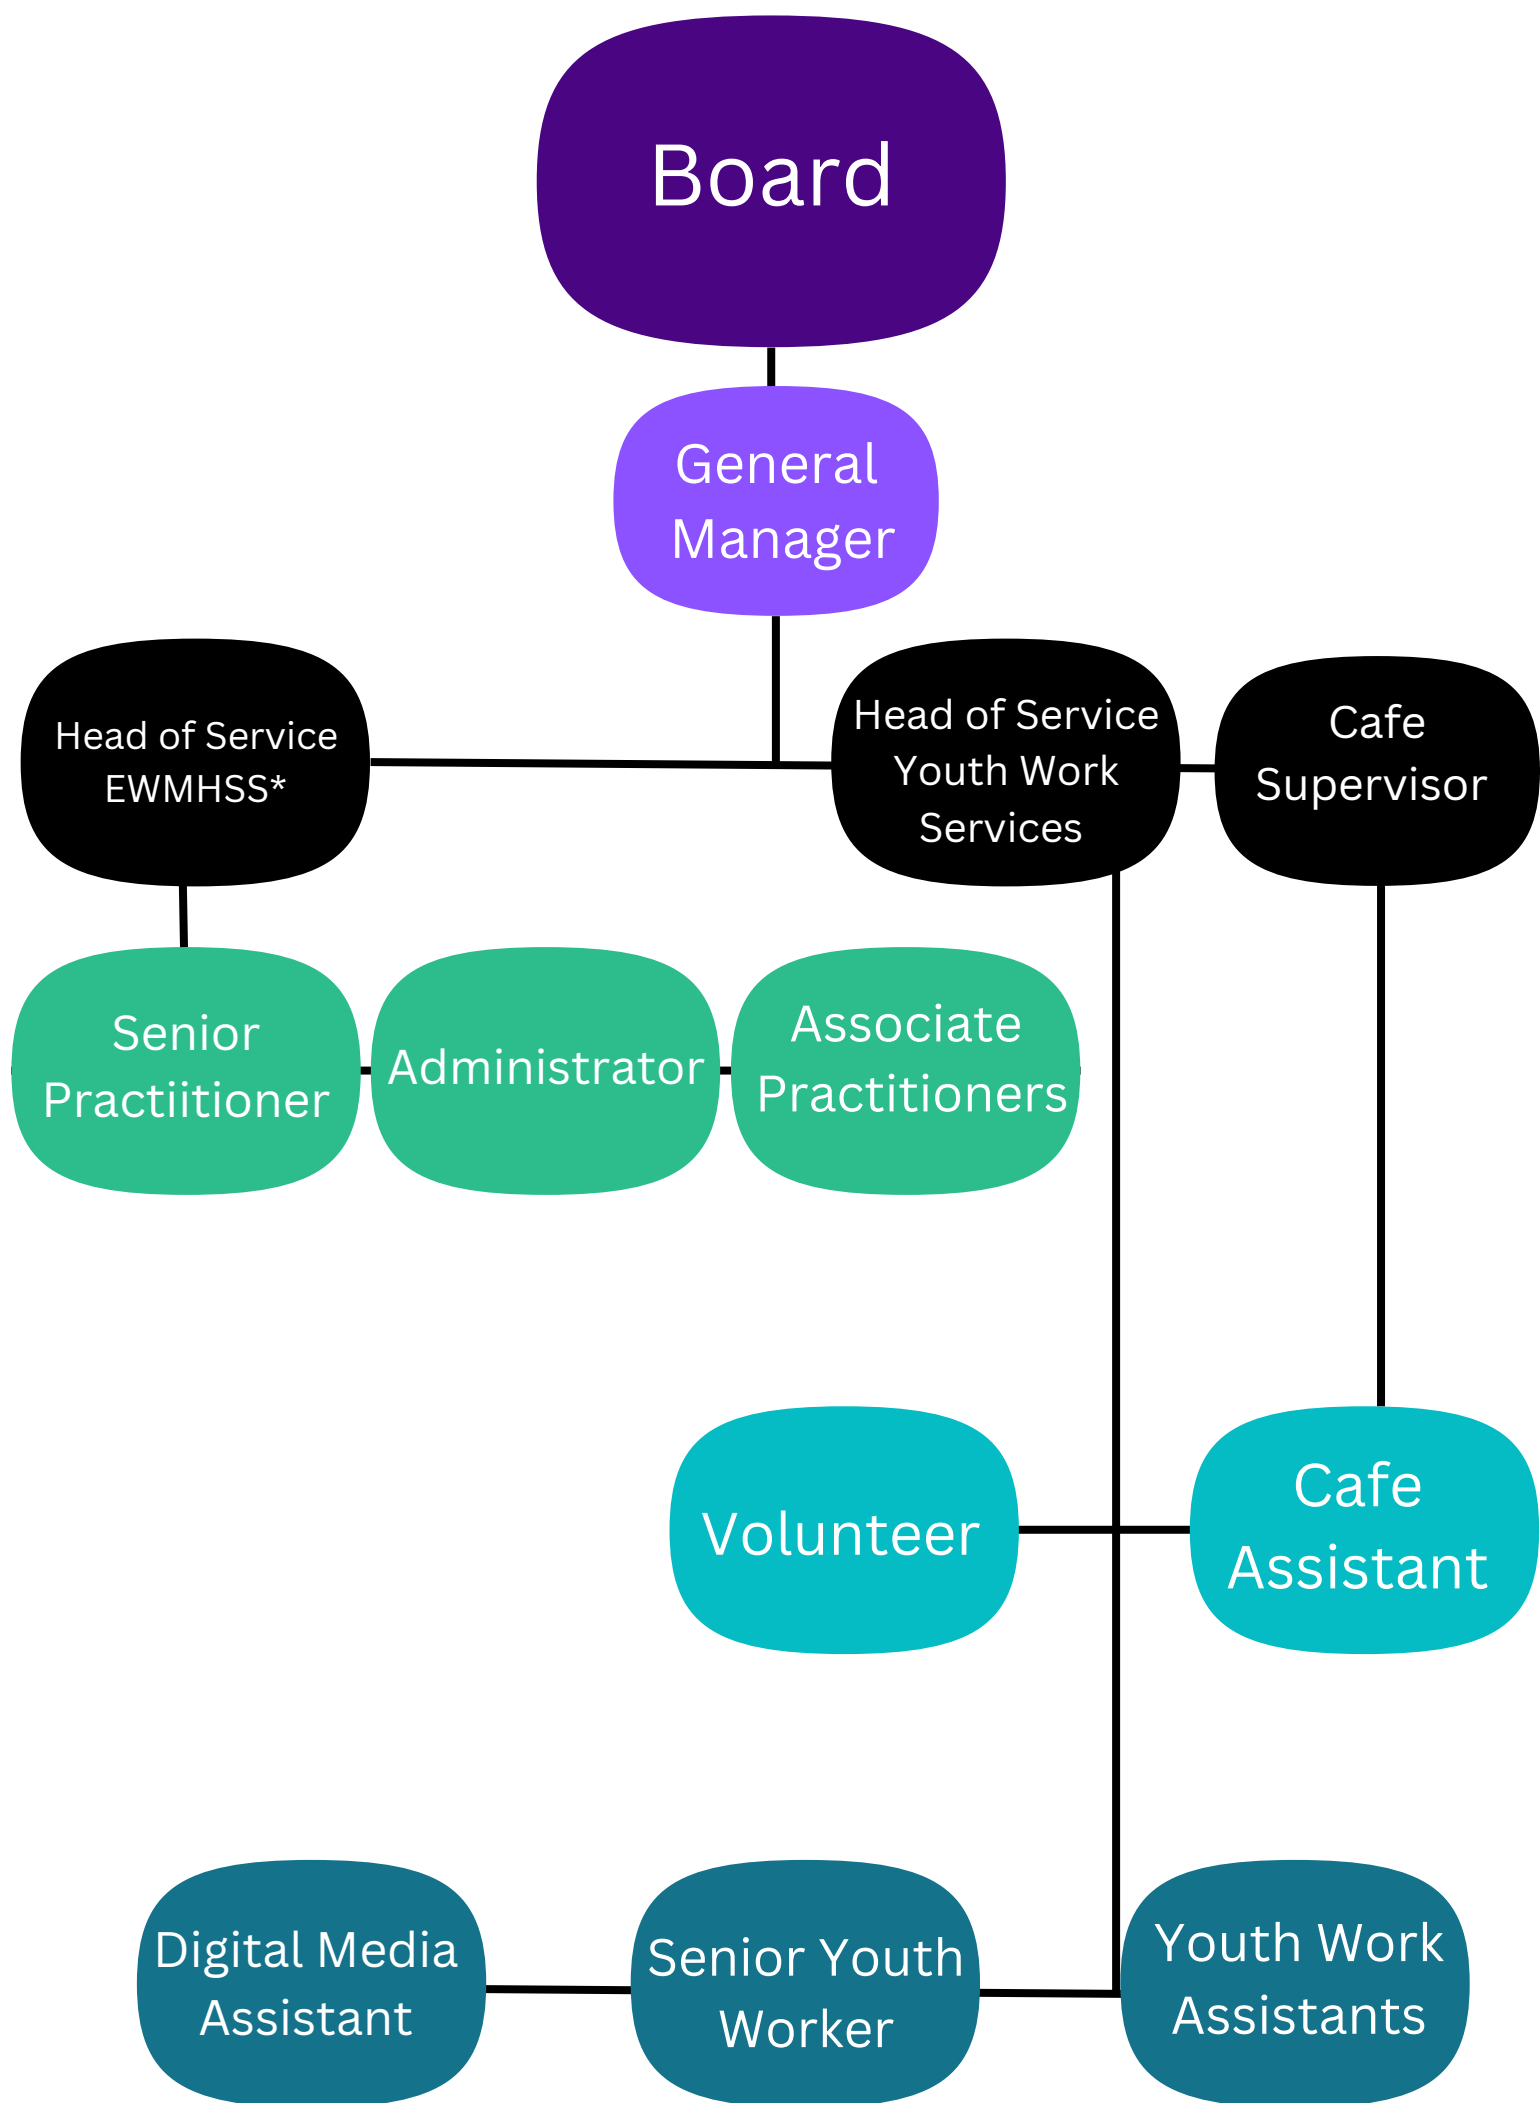 Board
General
Manager
Head of Service
EWMHSS*
Head of Service
Youth Work
Services
Cafe
Supervisor
Senior
Practiitioner
Administrator
Associate
Practitioners
Volunteer
Cafe
Assistant
Digital Media
Assistant
Senior Youth
Worker
Youth Work
Assistants